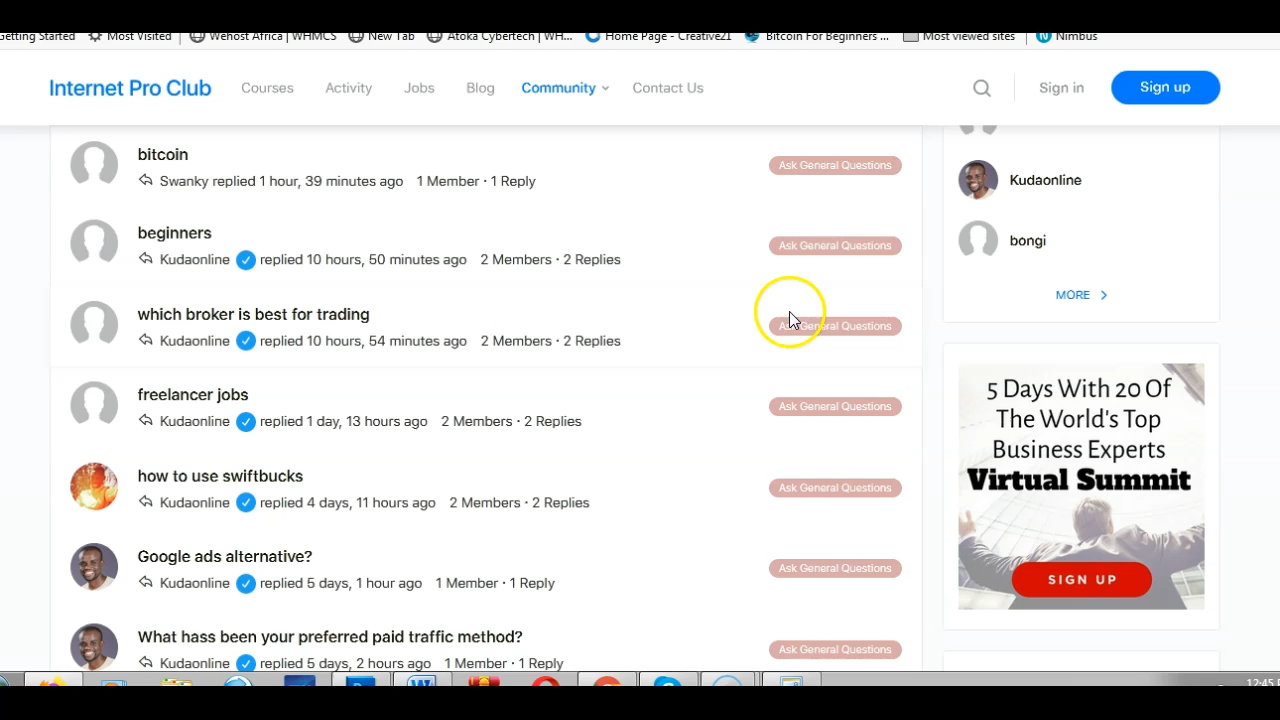 Getting Started Most Visited Wehost Africa | WHMCS New Tab Atoka Cybertech | WH... Home Page - Creative21 Bitcoin For Beginners ... Most viewed sites Nimbus
Internet Pro Club Courses Activity Jobs Blog Community Contact Us Sign in Sign up
bitcoin
Swanky replied 1 hour, 39 minutes ago 1 Member · 1 Reply
Ask General Questions
beginners
Kudaonline replied 10 hours, 50 minutes ago 2 Members · 2 Replies
Ask General Questions
which broker is best for trading
Kudaonline replied 10 hours, 54 minutes ago 2 Members · 2 Replies
Ask General Questions
freelancer jobs
Kudaonline replied 1 day, 13 hours ago 2 Members · 2 Replies
Ask General Questions
how to use swiftbucks
Kudaonline replied 4 days, 11 hours ago 2 Members · 2 Replies
Ask General Questions
Google ads alternative?
Kudaonline replied 5 days, 1 hour ago 1 Member · 1 Reply
Ask General Questions
What hass been your preferred paid traffic method?
Kudaonline replied 5 days, 2 hours ago 1 Member · 1 Reply
Ask General Questions
Kudaonline
bongi
MORE
5 Days With 20 Of
The World's Top
Business Experts
Virtual Summit
SIGN UP
12:45